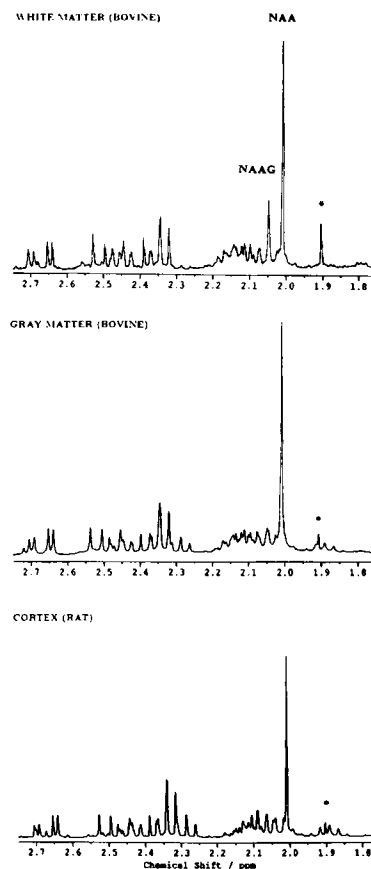 WHITE MATTER (BOVINE)
NAA
NAAG
*
2.7 2.6 2.5 2.4 2.3 2.2 2.1 2.0 1.9 1.8
GRAY MATTER (BOVINE)
*
2.7 2.6 2.5 2.4 2.3 2.2 2.1 2.0 1.9 1.8
CORTEX (RAT)
*
2.7 2.6 2.5 2.4 2.3 2.2 2.1 2.0 1.9 1.8
Chemical Shift / ppm